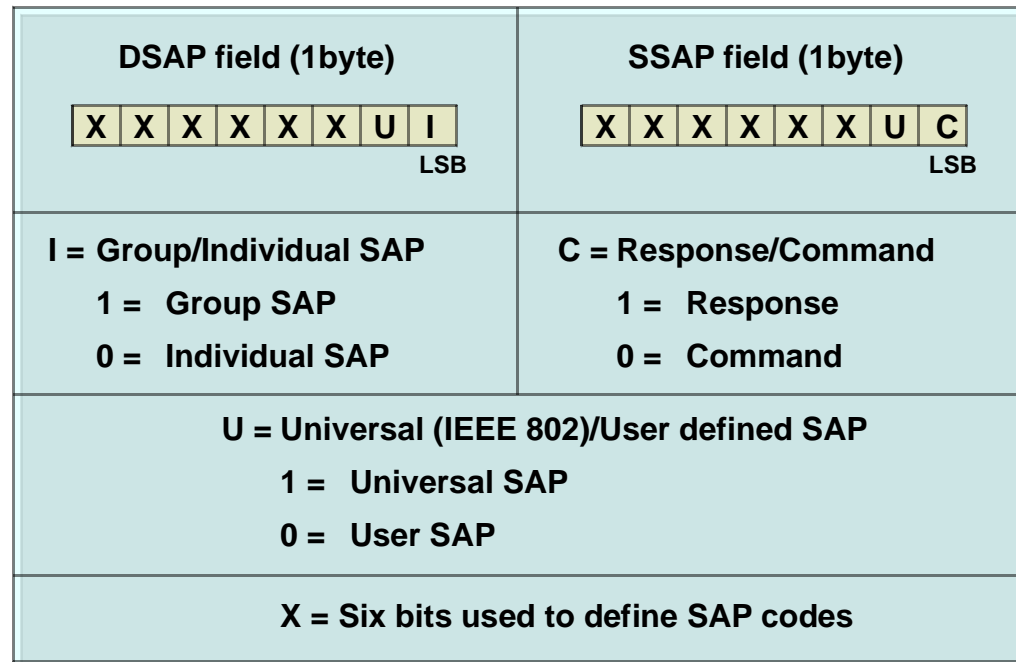 DSAP field (1byte)
X X X X X X U I
LSB
SSAP field (1byte)
X X X X X X U C
LSB
I = Group/Individual SAP
1 = Group SAP
0 = Individual SAP
C = Response/Command
1 = Response
0 = Command
U = Universal (IEEE 802)/User defined SAP
1 = Universal SAP
0 = User SAP
X = Six bits used to define SAP codes